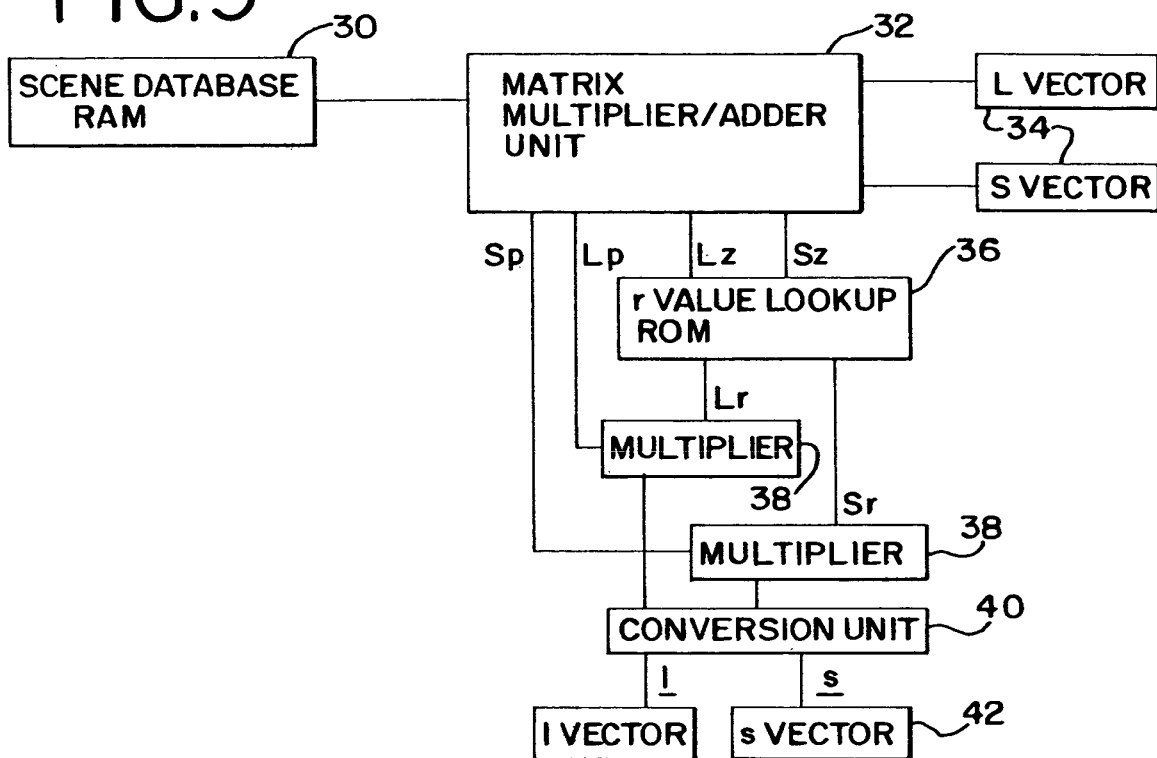 30
32
SCENE DATABASE
RAM
MATRIX
MULTIPLIER/ADDER
UNIT
L VECTOR
34
S VECTOR
Sp
Lp
Lz
Sz
36
r VALUE LOOKUP
ROM
Lr
MULTIPLIER
38
Sr
MULTIPLIER
38
CONVERSION UNIT
40
l
s
l VECTOR
s VECTOR
42